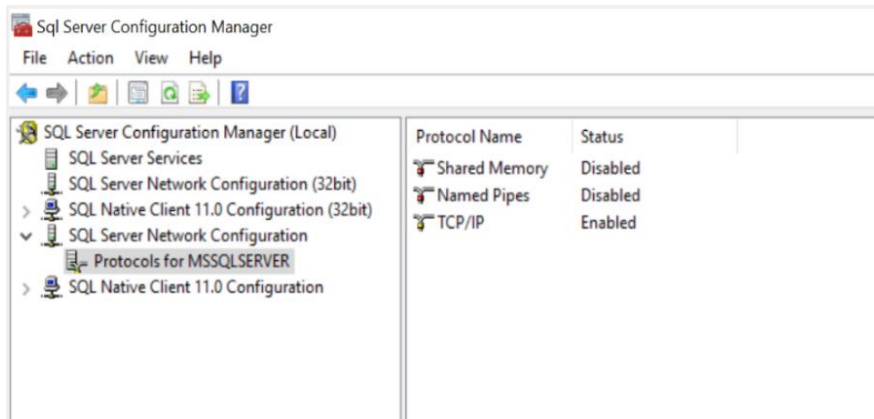 Sql Server Configuration Manager
File Action View Help
SQL Server Configuration Manager (Local)
SQL Server Services
SQL Server Network Configuration (32bit)
SQL Native Client 11.0 Configuration (32bit)
SQL Server Network Configuration
Protocols for MSSQLSERVER
SQL Native Client 11.0 Configuration
Protocol Name Status
Shared Memory Disabled
Named Pipes Disabled
TCP/IP Enabled